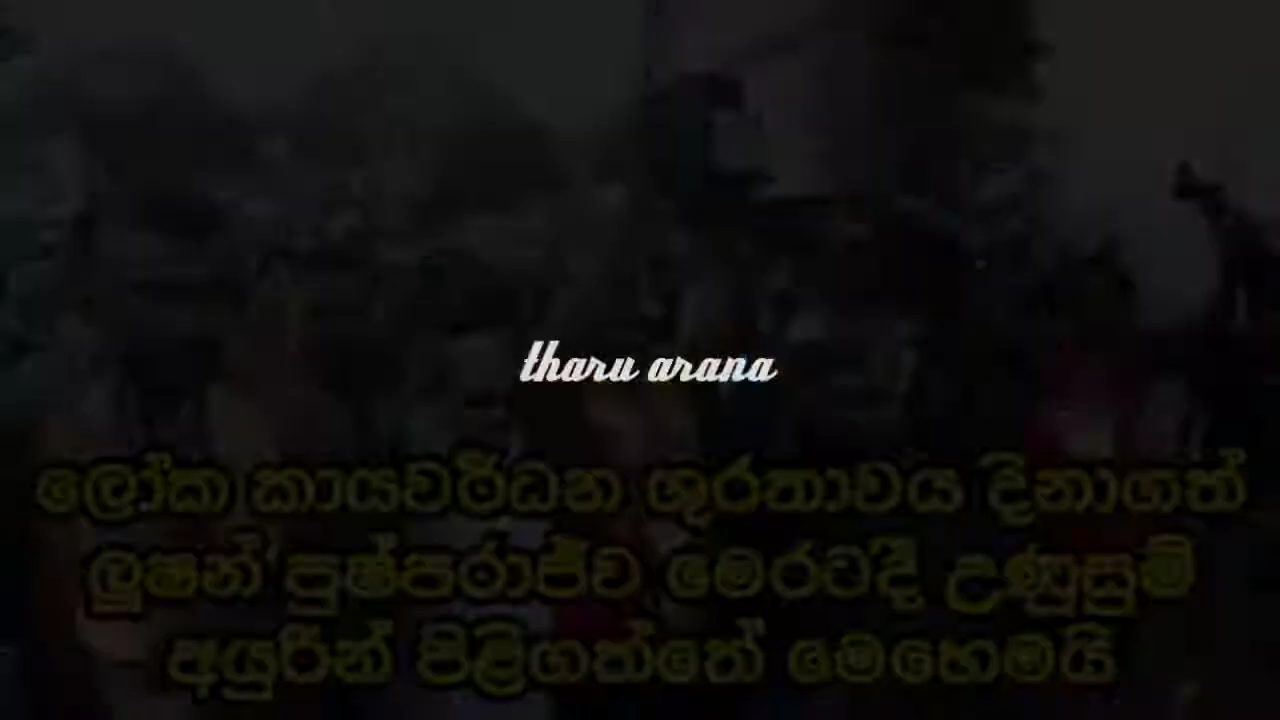 tharu arana
ලෝක කායවර්ධන ශුරතාවය දිනාගත්
ලුෂන් පුෂ්පරාජ්ව මෙරටදී උණුසුම්
අයුරින් පිළිගත්තේ මෙහෙමයි